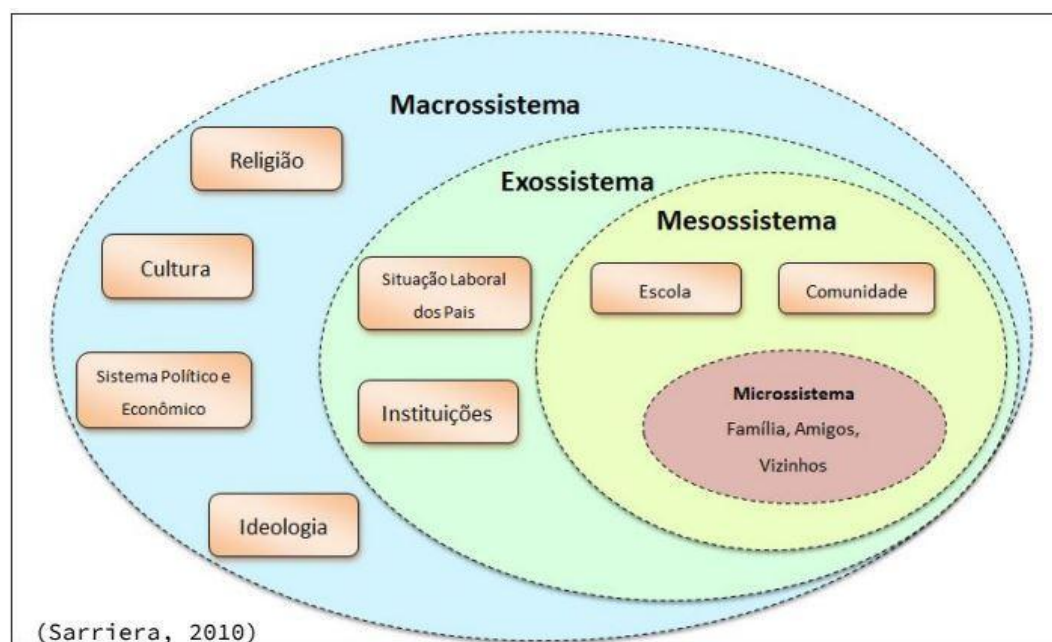 Macrossistema
Religião
Exossistema
Mesossistema
Cultura
Situação Laboral
dos Pais
Escola
Comunidade
Sistema Político e
Econômico
Instituições
Microssistema
Família, Amigos,
Vizinhos
Ideologia
(Sarriera, 2010)